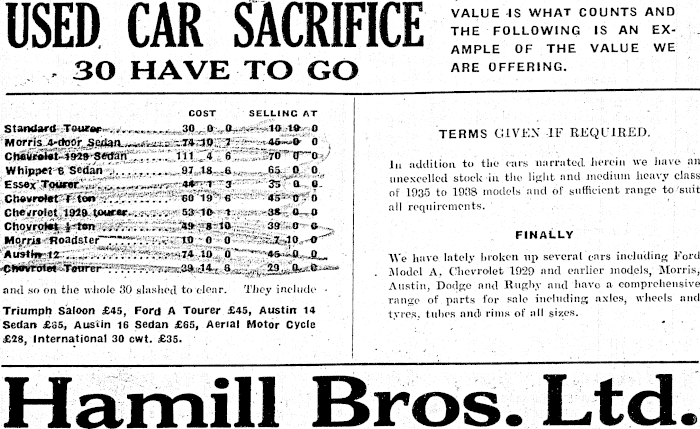 USED CAR SACRIFICE
30 HAVE TO GO
VALUE IS WHAT COUNTS AND
THE FOLLOWING IS AN EX-
AMPLE OF THE VALUE WE
ARE OFFERING.
COST SELLING AT
Standard Tourer 30 0 0 10 10 0
Morris 4-door Sedan 74 10 7 45 0 0
Chevrolet 1929 Sedan 111 4 6 70 0 0
Whippet 6 Sedan 97 18 6 65 0 0
Essex Tourer 44 1 3 35 0 0
Chevrolet 1 ton 60 19 6 45 0 0
Chevrolet 1929 tourer 53 10 1 38 0 0
Chevrolet ½-ton 49 8 10 39 0 0
Morris Roadster 10 0 0 7 10 0
Austin 12 74 10 0 45 0 0
Chevrolet Tourer 39 14 6 29 0 0
and so on the whole 30 slashed to clear. They include
Triumph Saloon £45, Ford A Tourer £45, Austin 14
Sedan £65, Austin 16 Sedan £65, Aerial Motor Cycle
£28, International 30 cwt. £35.
TERMS GIVEN IF REQUIRED.
In addition to the cars narrated herein we have an
unexcelled stock in the light and medium heavy class
of 1935 to 1938 models and of sufficient range to suit
all requirements.
FINALLY
We have lately broken up several cars including Ford
Model A, Chevrolet 1929 and earlier models, Morris,
Austin, Dodge and Rugby and have a comprehensive
range of parts for sale including axles, wheels and
tyres, tubes and rims of all sizes.
Hamill Bros. Ltd.